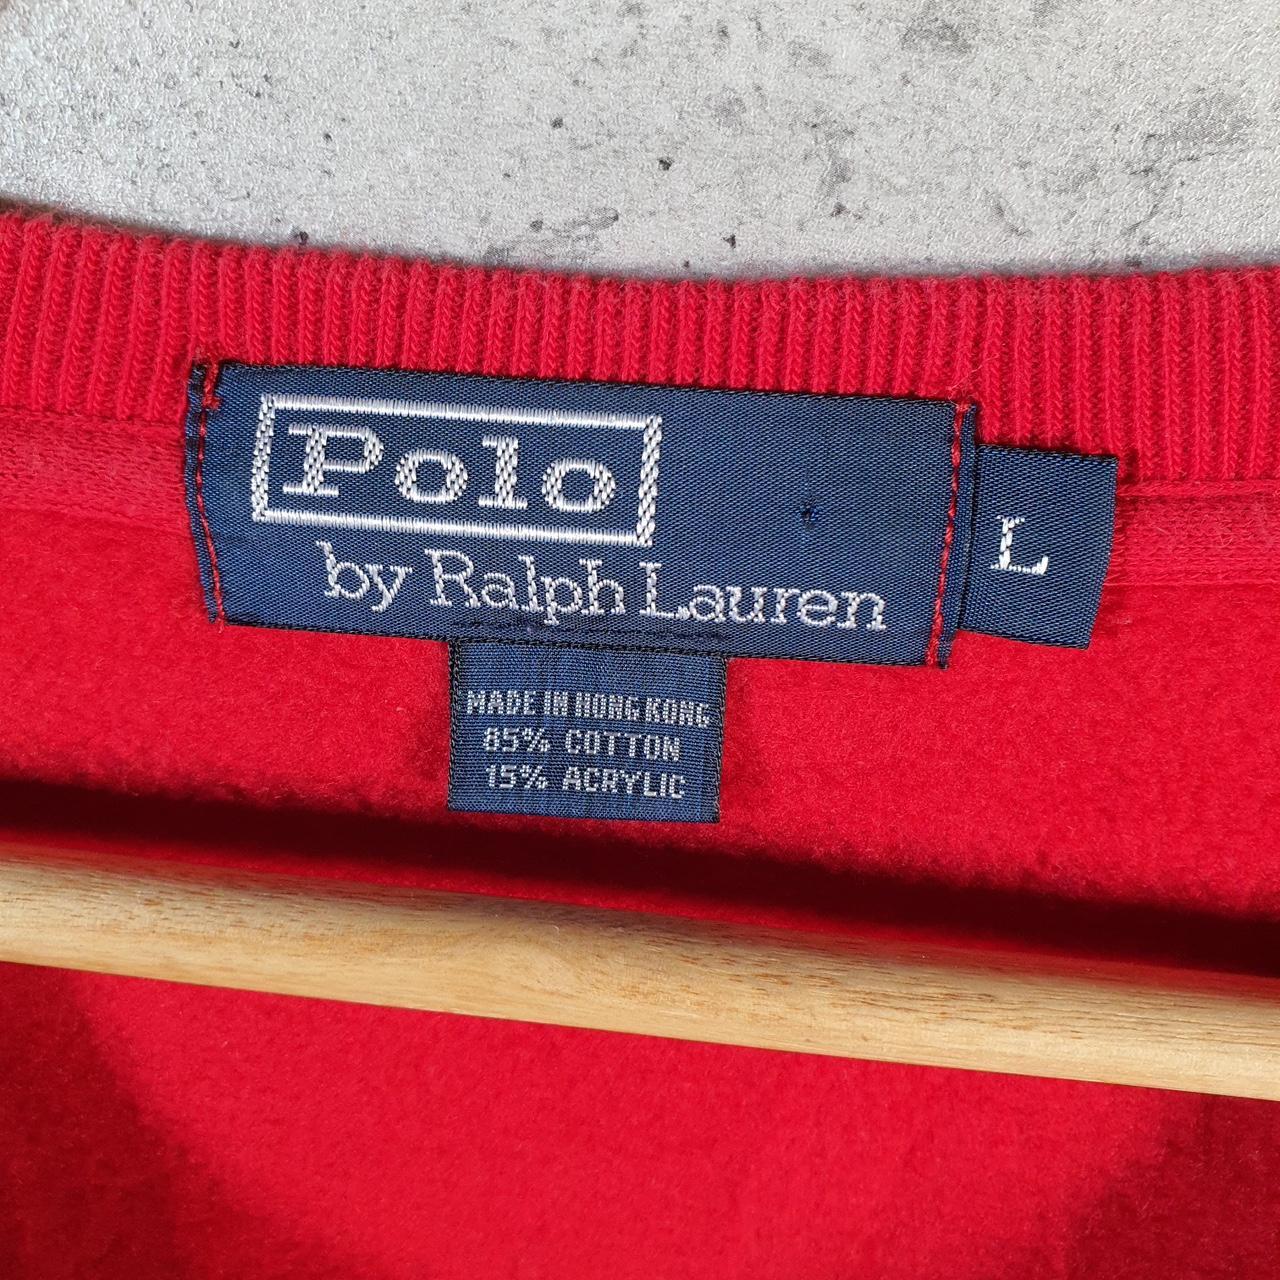 Polo
by Ralph Lauren
L
MADE IN HONG KONG
85% COTTON
15% ACRYLIC